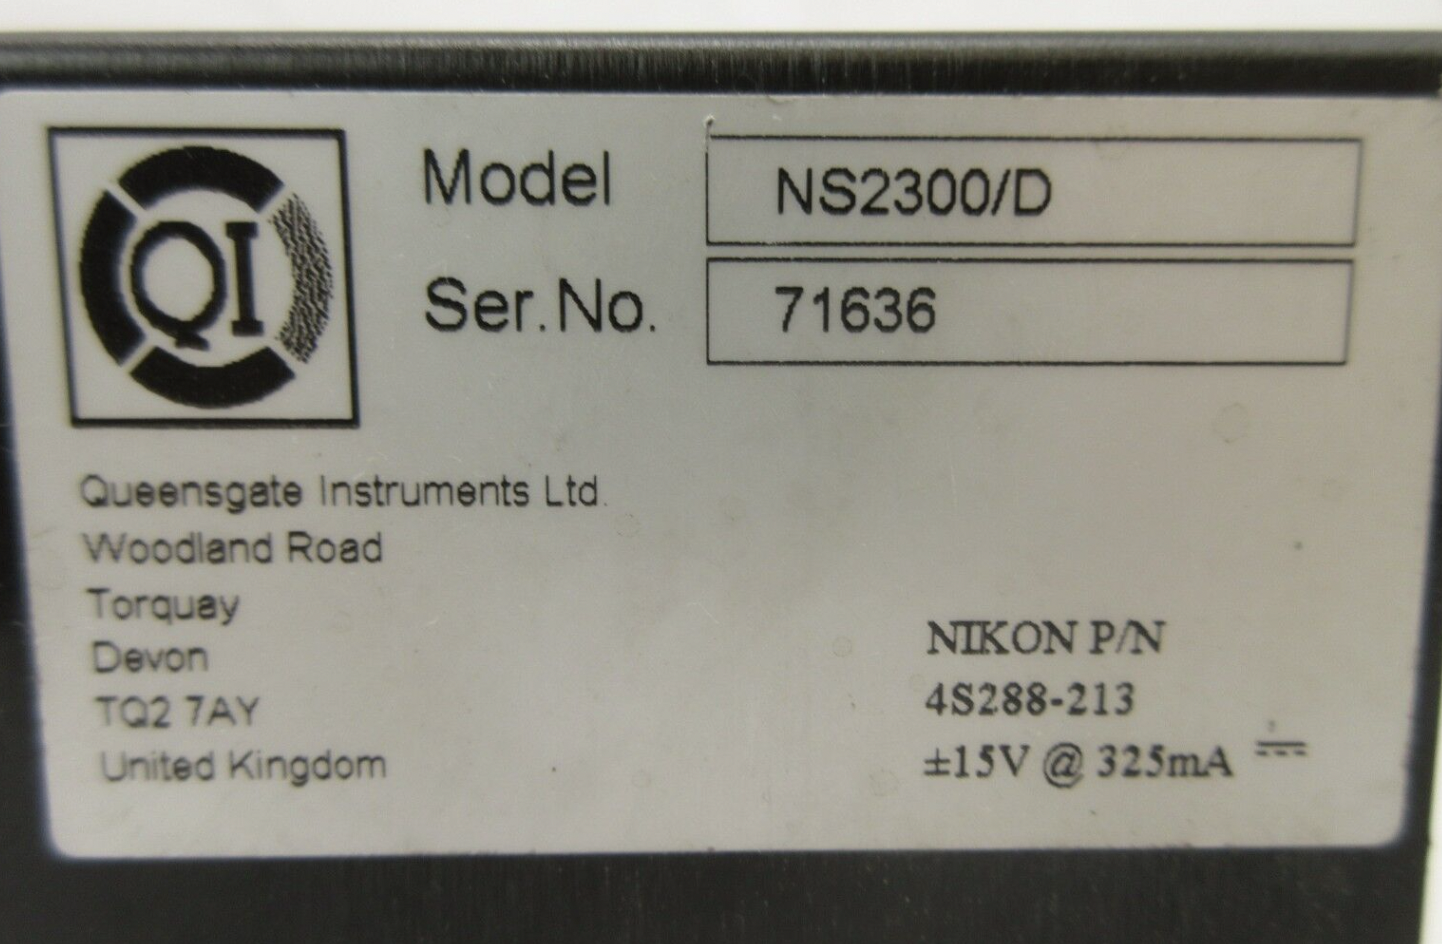 QI
Model NS2300/D
Ser.No. 71636
Queensgate Instruments Ltd.
Woodland Road
Torquay
Devon
TQ2 7AY
United Kingdom
NIKON P/N
4S288-213
±15V @ 325mA ⎓